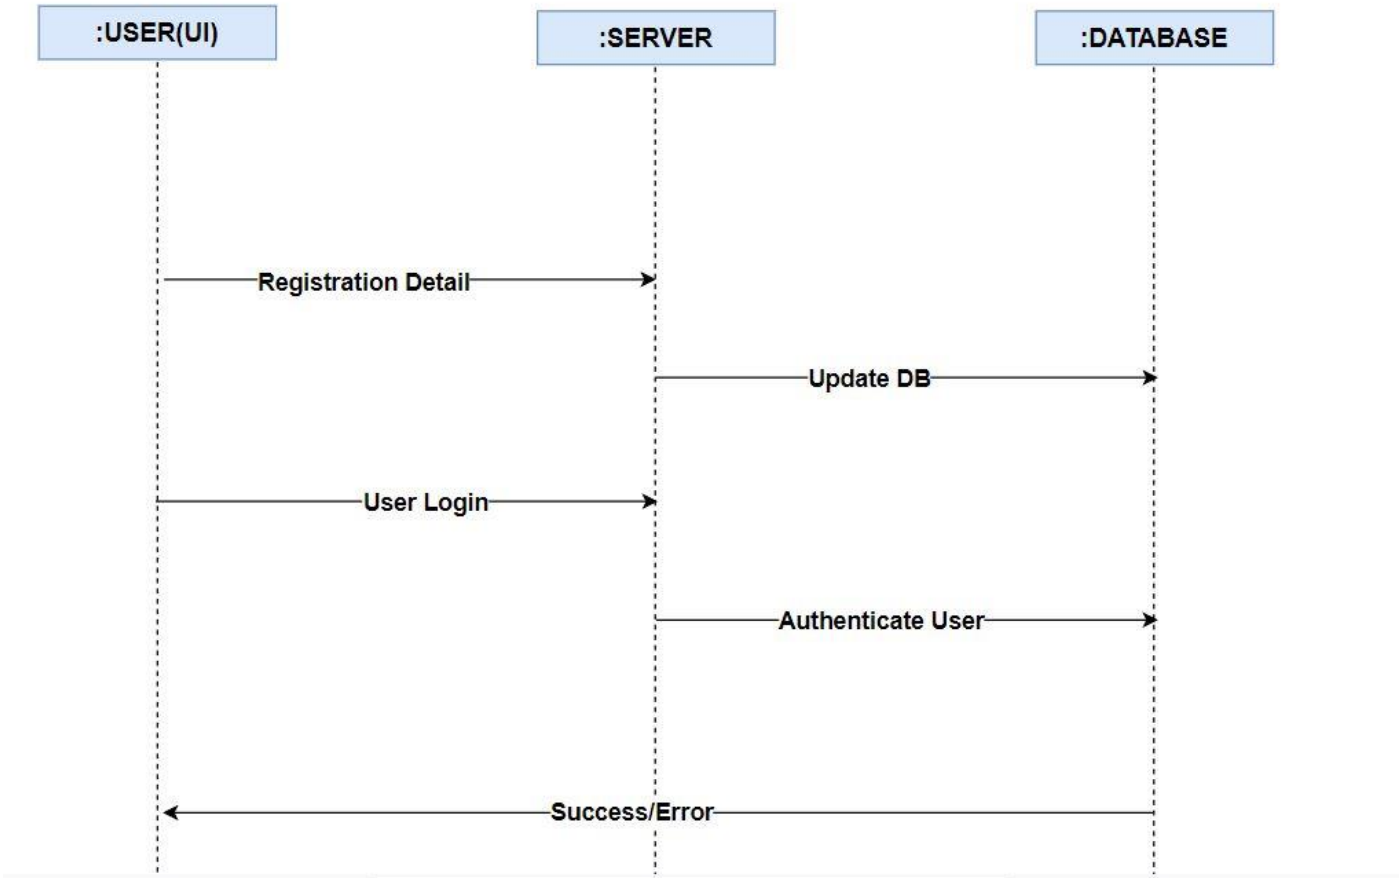 :USER(UI)
:SERVER
:DATABASE
Registration Detail
Update DB
User Login
Authenticate User
Success/Error